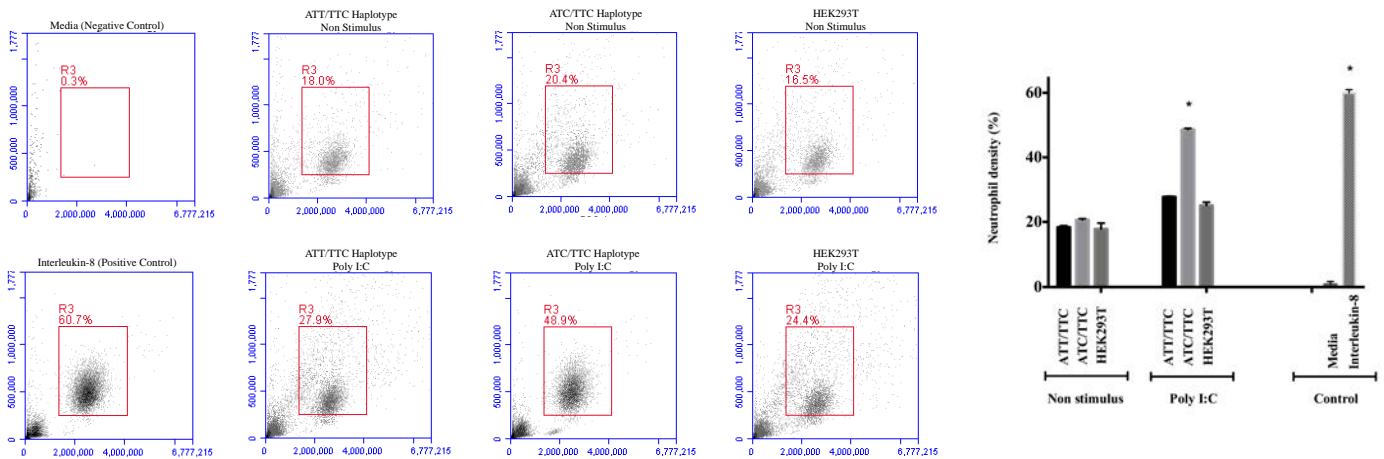 Media (Negative Control)
1,777
1,000,000
500,000
0
R3
0.3%
0
2,000,000
4,000,000
6,777,215
ATT/TTC Haplotype
Non Stimulus
1,777
1,000,000
500,000
0
R3
18.0%
0
2,000,000
4,000,000
6,777,215
ATC/TTC Haplotype
Non Stimulus
1,777
1,000,000
500,000
0
R3
20.4%
0
2,000,000
4,000,000
6,777,215
HEK293T
Non Stimulus
1,777
1,000,000
500,000
0
R3
16.5%
0
2,000,000
4,000,000
6,777,215
Interleukin-8 (Positive Control)
1,777
1,000,000
500,000
0
R3
60.7%
0
2,000,000
4,000,000
6,777,215
ATT/TTC Haplotype
Poly I:C
1,777
1,000,000
500,000
0
R3
27.9%
0
2,000,000
4,000,000
6,777,215
ATC/TTC Haplotype
Poly I:C
1,777
1,000,000
500,000
0
R3
48.9%
0
2,000,000
4,000,000
6,777,215
HEK293T
Poly I:C
1,777
1,000,000
500,000
0
R3
24.4%
0
2,000,000
4,000,000
6,777,215
Neutrophil density (%)
60
40
20
0
*
*
ATT/TTC
ATC/TTC
HEK293T
ATT/TTC
ATC/TTC
HEK293T
Media
Interleukin-8
Non stimulus
Poly I:C
Control